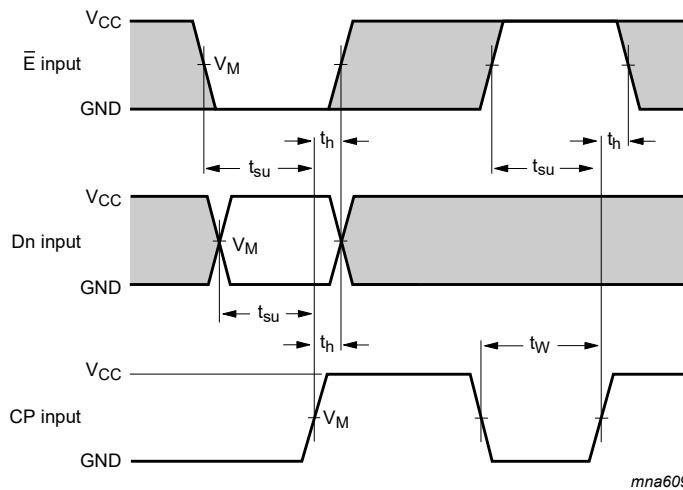 VCC
E̅ input
VM
GND
th
th
tsu
tsu
VCC
Dn input
VM
GND
tsu
th
tW
VCC
CP input
VM
GND
mna609